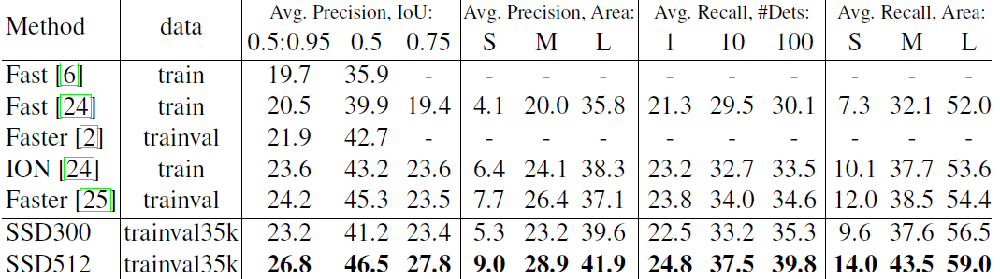 Method data Avg. Precision, IoU: Avg. Precision, Area: Avg. Recall, #Dets: Avg. Recall, Area:
0.5:0.95 0.5 0.75 S M L 1 10 100 S M L
Fast [6] train 19.7 35.9 - - - - - - - - - -
Fast [24] train 20.5 39.9 19.4 4.1 20.0 35.8 21.3 29.5 30.1 7.3 32.1 52.0
Faster [2] trainval 21.9 42.7 - - - - - - - - - -
ION [24] train 23.6 43.2 23.6 6.4 24.1 38.3 23.2 32.7 33.5 10.1 37.7 53.6
Faster [25] trainval 24.2 45.3 23.5 7.7 26.4 37.1 23.8 34.0 34.6 12.0 38.5 54.4
SSD300 trainval35k 23.2 41.2 23.4 5.3 23.2 39.6 22.5 33.2 35.3 9.6 37.6 56.5
SSD512 trainval35k 26.8 46.5 27.8 9.0 28.9 41.9 24.8 37.5 39.8 14.0 43.5 59.0